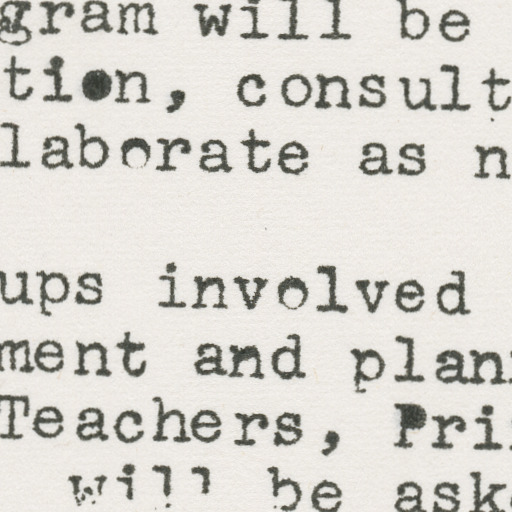 gram will be
tion, consult
laborate as n
ups involved
ment and plan
Teachers, Pri
will be ask